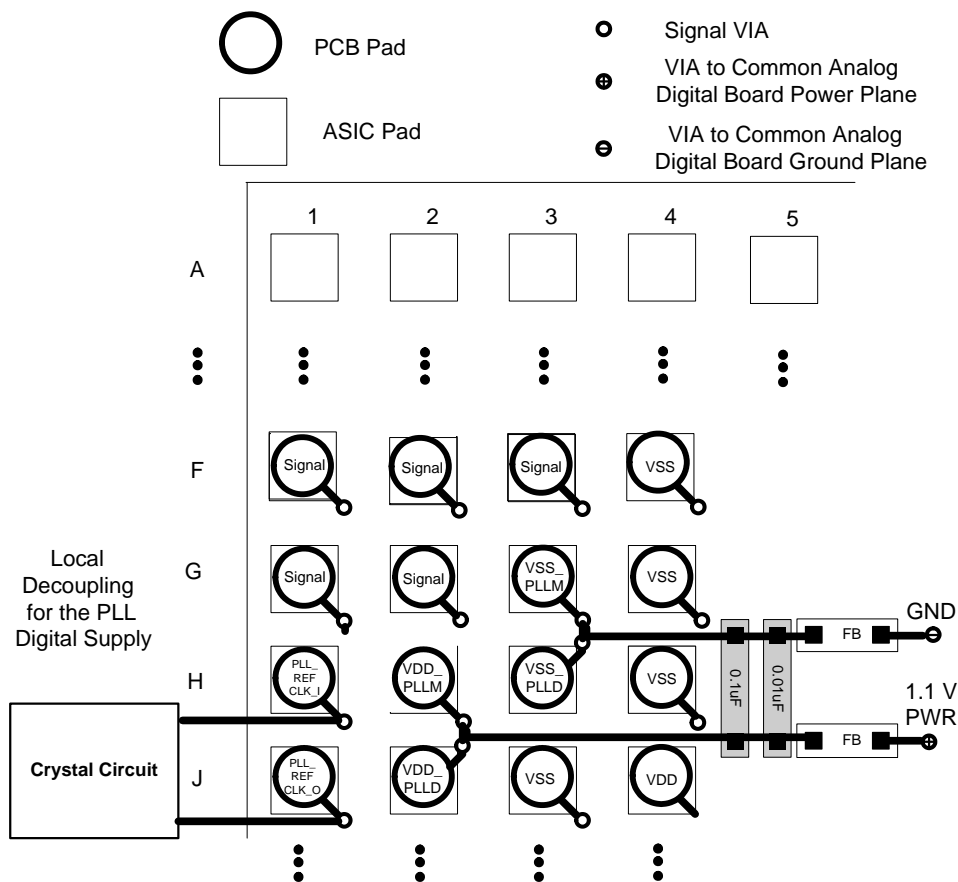 PCB Pad
Signal VIA
VIA to Common Analog
Digital Board Power Plane
ASIC Pad
VIA to Common Analog
Digital Board Ground Plane
1 2 3 4 5
A
F
Signal Signal Signal VSS
Local
Decoupling
for the PLL
Digital Supply
G
Signal Signal VSS_
PLLM VSS
GND
FB
H
PLL_
REF
CLK_I
VDD_
PLLM
VSS_
PLLD
VSS
0.1uF 0.01uF
1.1 V
PWR
FB
Crystal Circuit
J
PLL_
REF
CLK_O
VDD_
PLLD
VSS
VDD